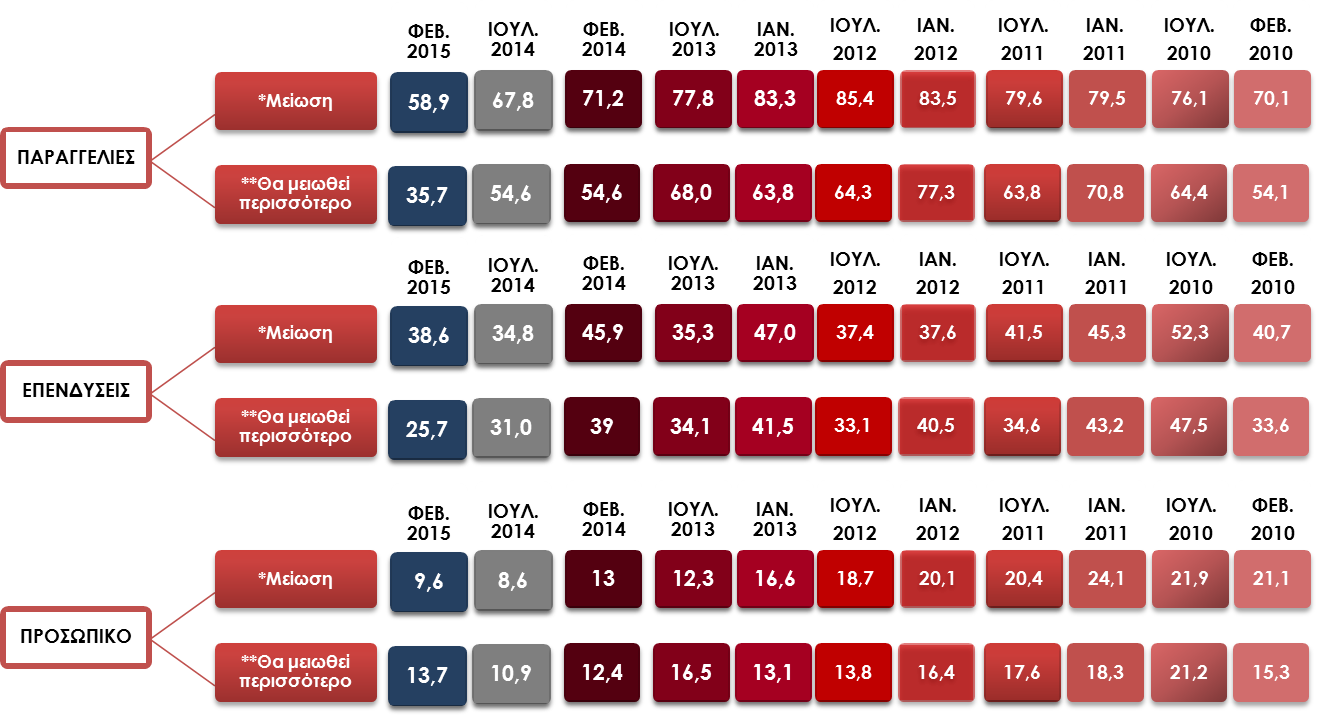 ΦΕΒ. ΙΟΥΛ. ΦΕΒ. ΙΟΥΛ. ΙΑΝ. ΙΟΥΛ. ΙΑΝ. ΙΟΥΛ. ΙΑΝ. ΙΟΥΛ. ΦΕΒ.
2015 2014 2014 2013 2013 2012 2012 2011 2011 2010 2010
*Μείωση 58,9 67,8 71,2 77,8 83,3 85,4 83,5 79,6 79,5 76,1 70,1
ΠΑΡΑΓΓΕΛΙΕΣ
**Θα μειωθεί
περισσότερο 35,7 54,6 54,6 68,0 63,8 64,3 77,3 63,8 70,8 64,4 54,1
ΦΕΒ. ΙΟΥΛ. ΦΕΒ. ΙΟΥΛ. ΙΑΝ. ΙΟΥΛ. ΙΑΝ. ΙΟΥΛ. ΙΑΝ. ΙΟΥΛ. ΦΕΒ.
2015 2014 2014 2013 2013 2012 2012 2011 2011 2010 2010
*Μείωση 38,6 34,8 45,9 35,3 47,0 37,4 37,6 41,5 45,3 52,3 40,7
ΕΠΕΝΔΥΣΕΙΣ
**Θα μειωθεί
περισσότερο 25,7 31,0 39 34,1 41,5 33,1 40,5 34,6 43,2 47,5 33,6
ΦΕΒ. ΙΟΥΛ. ΦΕΒ. ΙΟΥΛ. ΙΑΝ. ΙΟΥΛ. ΙΑΝ. ΙΟΥΛ. ΙΑΝ. ΙΟΥΛ. ΦΕΒ.
2015 2014 2014 2013 2013 2012 2012 2011 2011 2010 2010
*Μείωση 9,6 8,6 13 12,3 16,6 18,7 20,1 20,4 24,1 21,9 21,1
ΠΡΟΣΩΠΙΚΟ
**Θα μειωθεί
περισσότερο 13,7 10,9 12,4 16,5 13,1 13,8 16,4 17,6 18,3 21,2 15,3